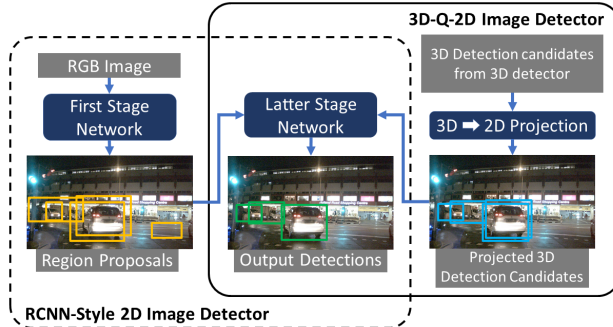 3D-Q-2D Image Detector
RGB Image
First Stage
Network
Latter Stage
Network
3D Detection candidates
from 3D detector
3D ➡ 2D Projection
Region Proposals
Output Detections
Projected 3D
Detection Candidates
RCNN-Style 2D Image Detector